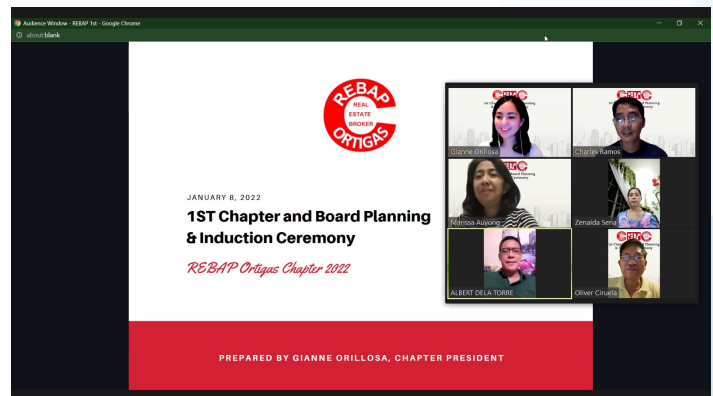 Audience Window - REBAP 1st - Google Chrome
about:blank
REBAP
REAL
ESTATE
BROKER
ORTIGAS
JANUARY 8, 2022
1ST Chapter and Board Planning
& Induction Ceremony
REBAP Ortigas Chapter 2022
PREPARED BY GIANNE ORILLOSA, CHAPTER PRESIDENT
Gianne Orillosa
Charles Ramos
Marissa Auyong
Zenaida Sena
ALBERT DELA TORRE
Oliver Ciruela